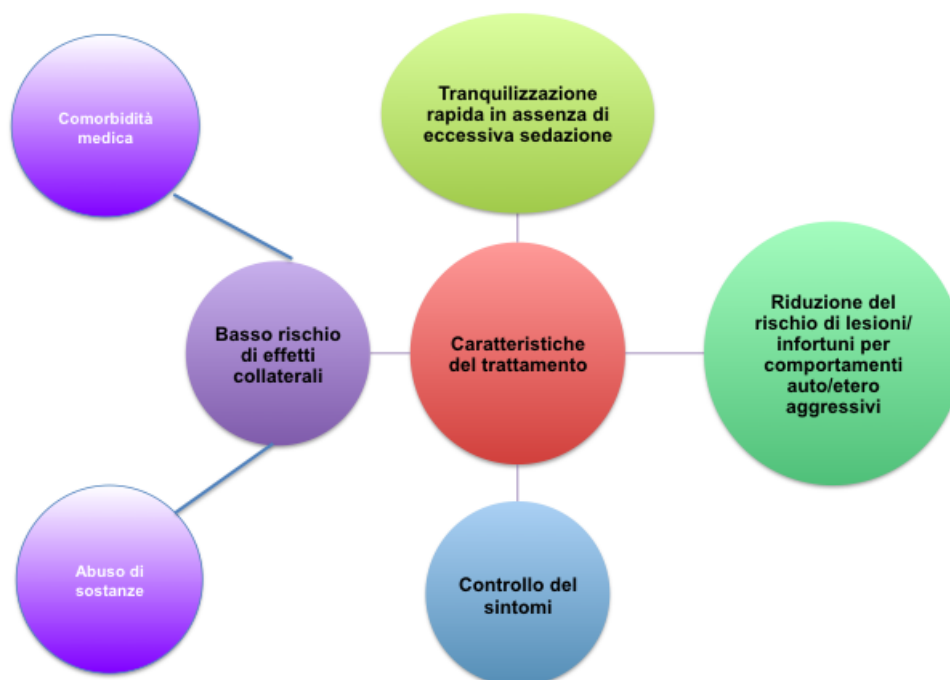 Tranquilizzazione
rapida in assenza di
eccessiva sedazione
Comorbidità
medica
Basso rischio
di effetti
collaterali
Caratteristiche
del trattamento
Riduzione del
rischio di lesioni/
infortuni per
comportamenti
auto/etero
aggressivi
Abuso di
sostanze
Controllo del
sintomi